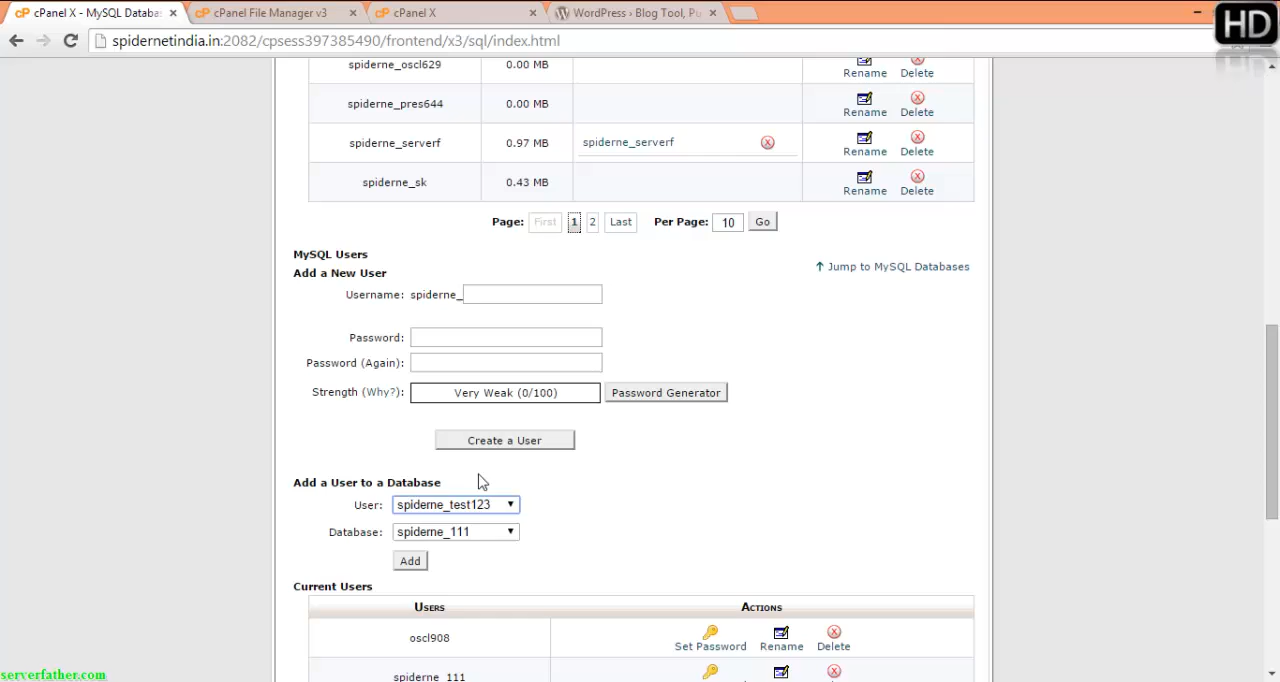 cPanel X - MySQL Databa
cPanel File Manager v3
cPanel X
WordPress › Blog Tool, Pu
HD
spidernetindia.in:2082/cpsess397385490/frontend/x3/sql/index.html
spiderne_oscl629 0.00 MB Rename Delete
spiderne_pres644 0.00 MB Rename Delete
spiderne_serverf 0.97 MB spiderne_serverf Rename Delete
spiderne_sk 0.43 MB Rename Delete
Page: First 1 2 Last Per Page: 10 Go
MySQL Users
Jump to MySQL Databases
Add a New User
Username: spiderne_
Password:
Password (Again):
Strength (Why?): Very Weak (0/100) Password Generator
Create a User
Add a User to a Database
User: spiderne_test123
Database: spiderne_111
Add
Current Users
Users Actions
oscl908 Set Password Rename Delete
spiderne_111
serverfather.com